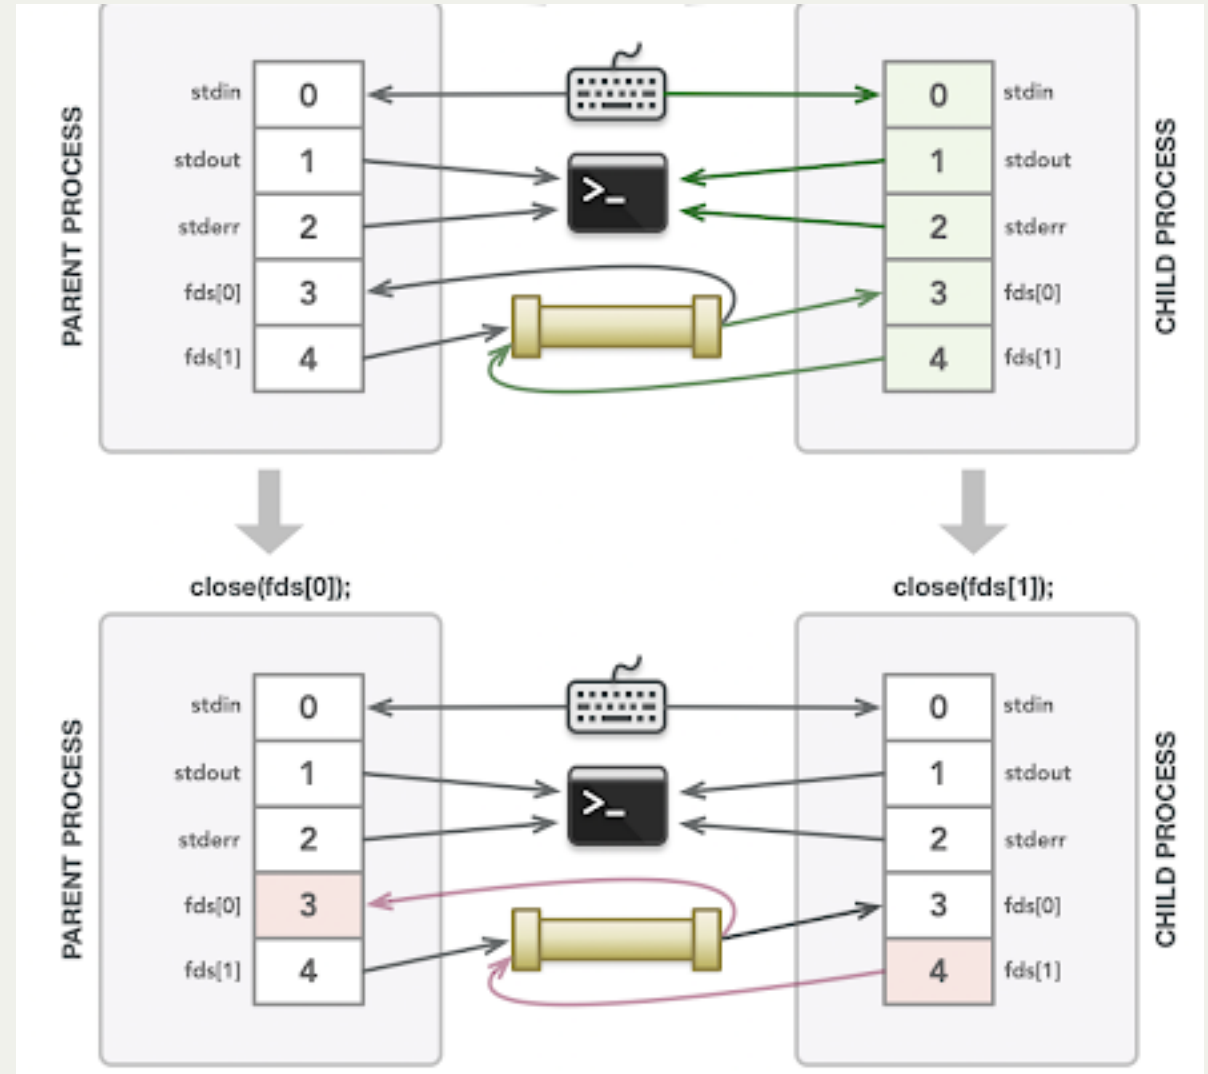 PARENT PROCESS
stdin 0
stdout 1
stderr 2
fds[0] 3
fds[1] 4
>_
0 stdin
1 stdout
2 stderr
3 fds[0]
4 fds[1]
CHILD PROCESS
close(fds[0]);
close(fds[1]);
PARENT PROCESS
stdin 0
stdout 1
stderr 2
fds[0] 3
fds[1] 4
>_
0 stdin
1 stdout
2 stderr
3 fds[0]
4 fds[1]
CHILD PROCESS